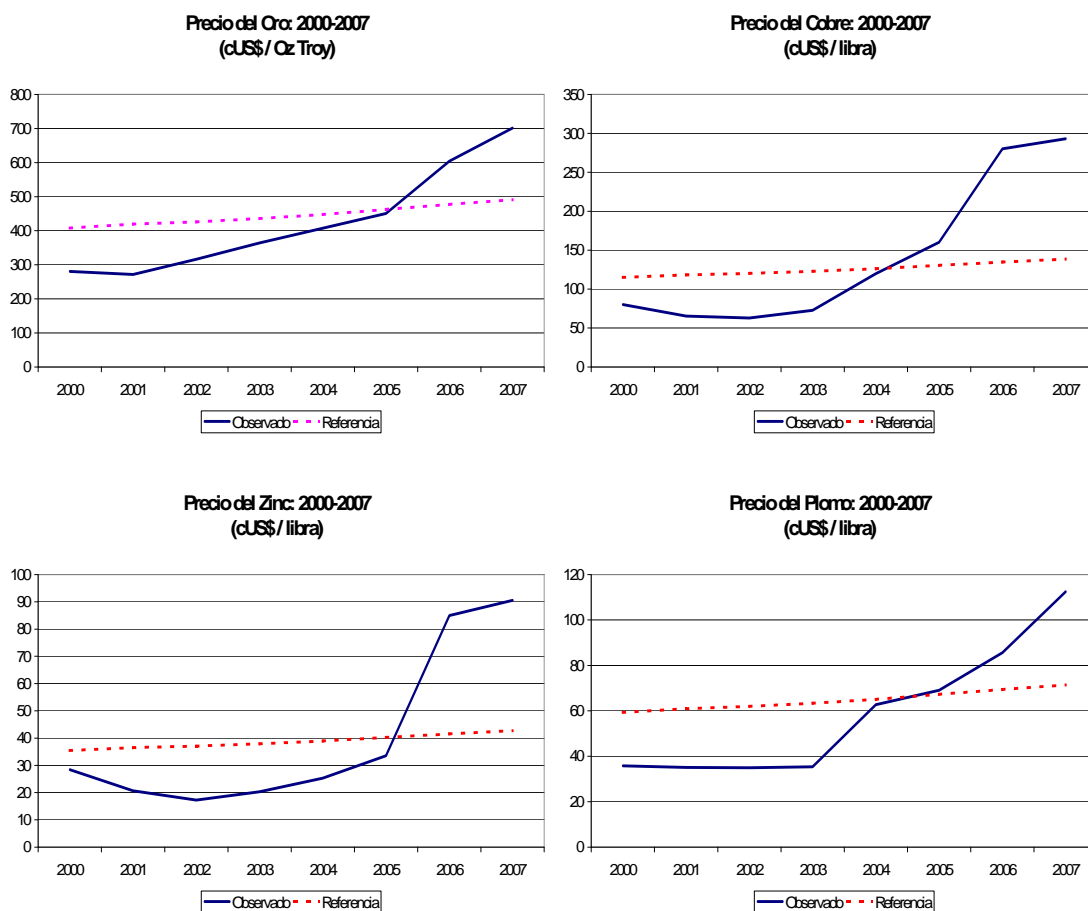 Precio del Oro: 2000-2007
(cUS$ / Oz Troy)
800
700
600
500
400
300
200
100
0
2000 2001 2002 2003 2004 2005 2006 2007
Observado Referencia
Precio del Cobre: 2000-2007
(cUS$ / libra)
350
300
250
200
150
100
50
0
2000 2001 2002 2003 2004 2005 2006 2007
Observado Referencia
Precio del Zinc: 2000-2007
(cUS$ / libra)
100
90
80
70
60
50
40
30
20
10
0
2000 2001 2002 2003 2004 2005 2006 2007
Observado Referencia
Precio del Plomo: 2000-2007
(cUS$ / libra)
120
100
80
60
40
20
0
2000 2001 2002 2003 2004 2005 2006 2007
Observado Referencia